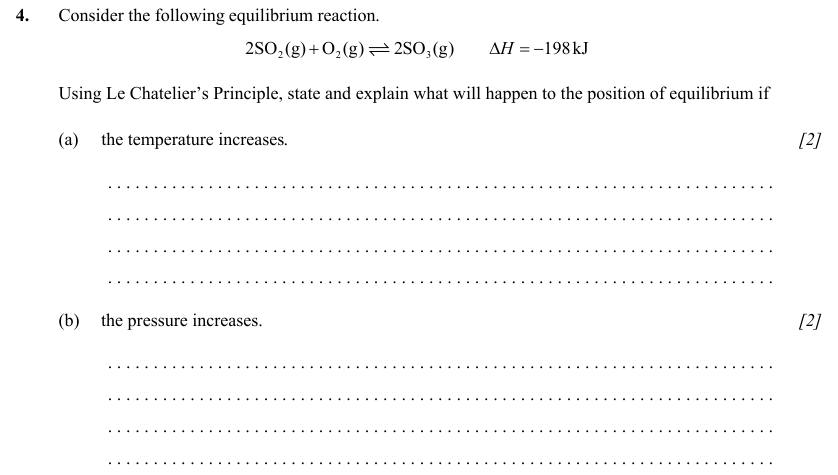 4. Consider the following equilibrium reaction.
2SO₂(g)+O₂(g)⇌2SO₃(g) ΔH = −198 kJ
Using Le Chatelier’s Principle, state and explain what will happen to the position of equilibrium if
(a) the temperature increases. [2]
(b) the pressure increases. [2]